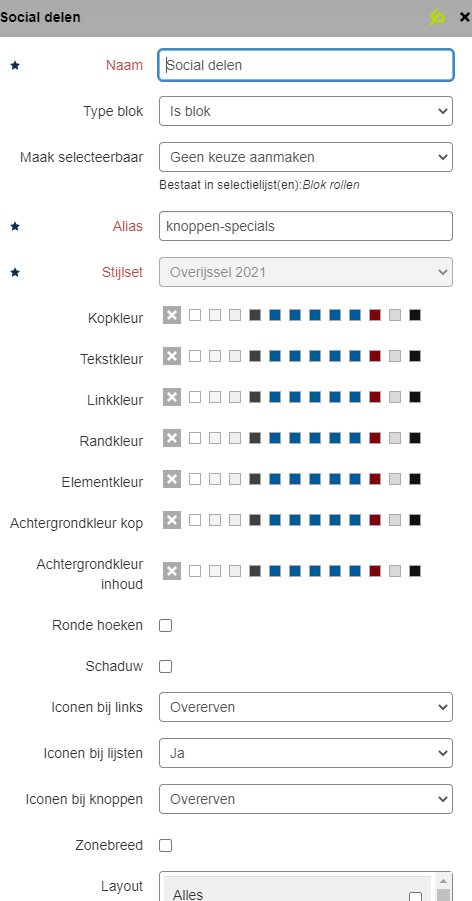 Social delen
Naam
Social delen
Type blok
Is blok
Maak selecteerbaar
Geen keuze aanmaken
Bestaat in selectielijst(en):Blok rollen
Alias
knoppen-specials
Stijlset
Overijssel 2021
Kopkleur
Tekstkleur
Linkkleur
Randkleur
Elementkleur
Achtergrondkleur kop
Achtergrondkleur
inhoud
Ronde hoeken
Schaduw
Iconen bij links
Overerven
Iconen bij lijsten
Ja
Iconen bij knoppen
Overerven
Zonebreed
Layout
Alles